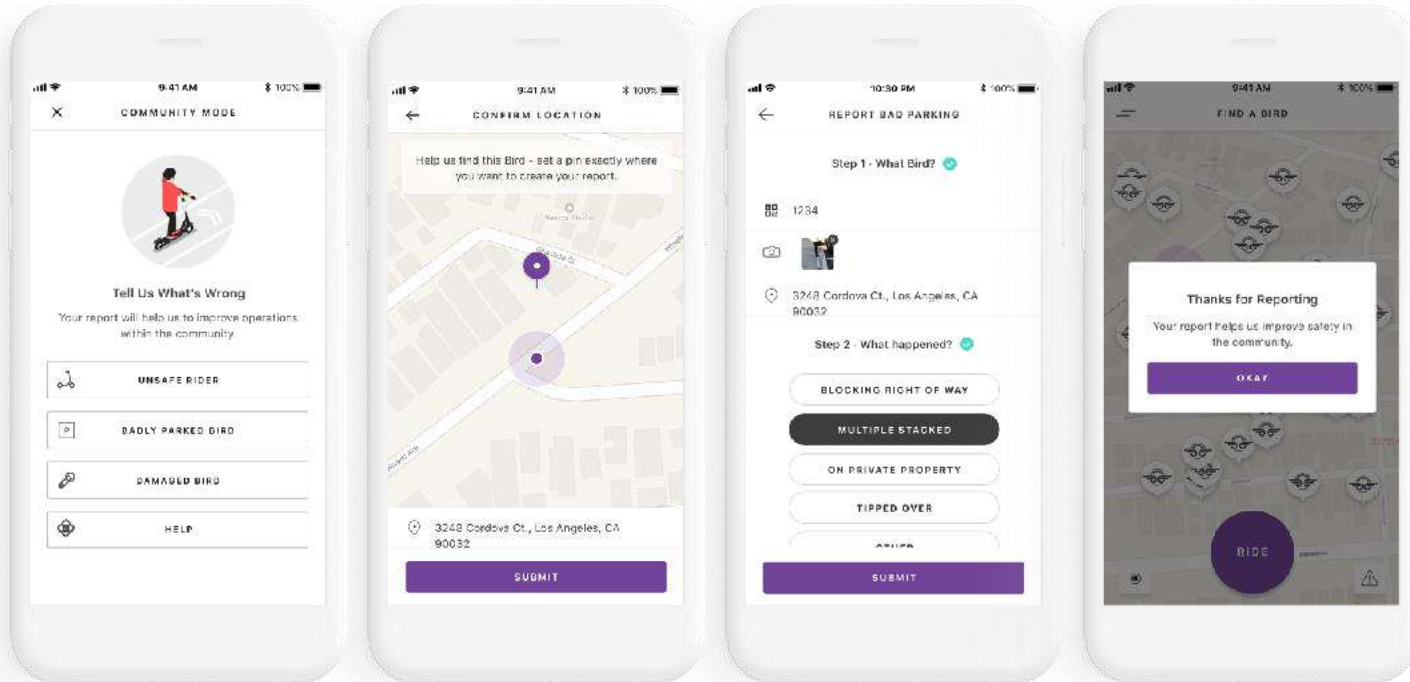 9:41 AM
100%
COMMUNITY MODE
Tell Us What's Wrong
Your report will help us to improve operations
within the community.
UNSAFE RIDER
P
BADLY PARKED BIRD
DAMAGED BIRD
HELP
9:41 AM
100%
CONFIRM LOCATION
Help us find this Bird - set a pin exactly where
you want to create your report.
3248 Cordova Ct., Los Angeles, CA
90032
SUBMIT
10:30 PM
100%
REPORT BAD PARKING
Step 1 - What Bird?
1234
3248 Cordova Ct., Los Angeles, CA
90032
Step 2 - What happened?
BLOCKING RIGHT OF WAY
MULTIPLE STACKED
ON PRIVATE PROPERTY
TIPPED OVER
OTHER
SUBMIT
9:41 AM
100%
FIND A BIRD
Thanks for Reporting
Your report helps us improve safety in
the community.
OKAY
RIDE